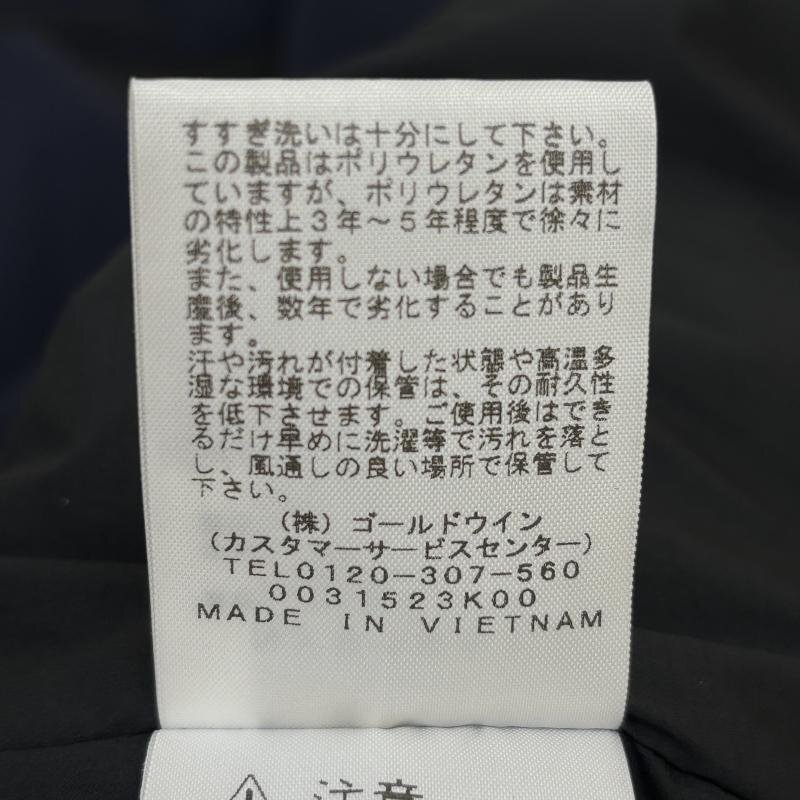 すすぎ洗いは十分にして下さい。
この製品はポリウレタンを使用し
ていますが、ポリウレタンは素材
の特性上3年～5年程度で徐々に
劣化します。
また、使用しない場合でも製品生
産後、数年で劣化することがあり
ます。
汗や汚れが付着した状態や高温多
湿な環境での保管は、その耐久性
を低下させます。ご使用後はでき
るだけ早めに洗濯等で汚れを落と
し、風通しの良い場所で保管して
下さい。
(株)ゴールドウイン
(カスタマーサービスセンター)
TEL0120-307-560
0031523K00
MADE IN VIETNAM
注意